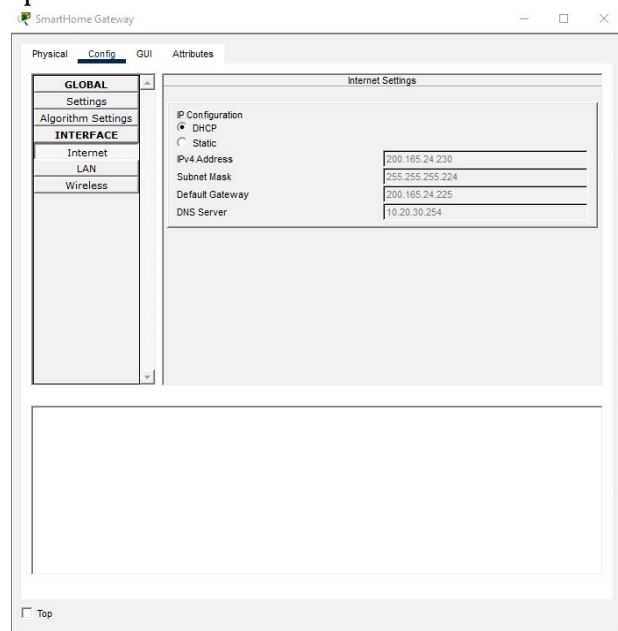 SmartHome Gateway
Physical Config GUI Attributes
GLOBAL
Settings
Algorithm Settings
INTERFACE
Internet
LAN
Wireless
Internet Settings
IP Configuration
DHCP
Static
IPv4 Address 200.165.24.230
Subnet Mask 255.255.255.224
Default Gateway 200.165.24.225
DNS Server 10.20.30.254
Top